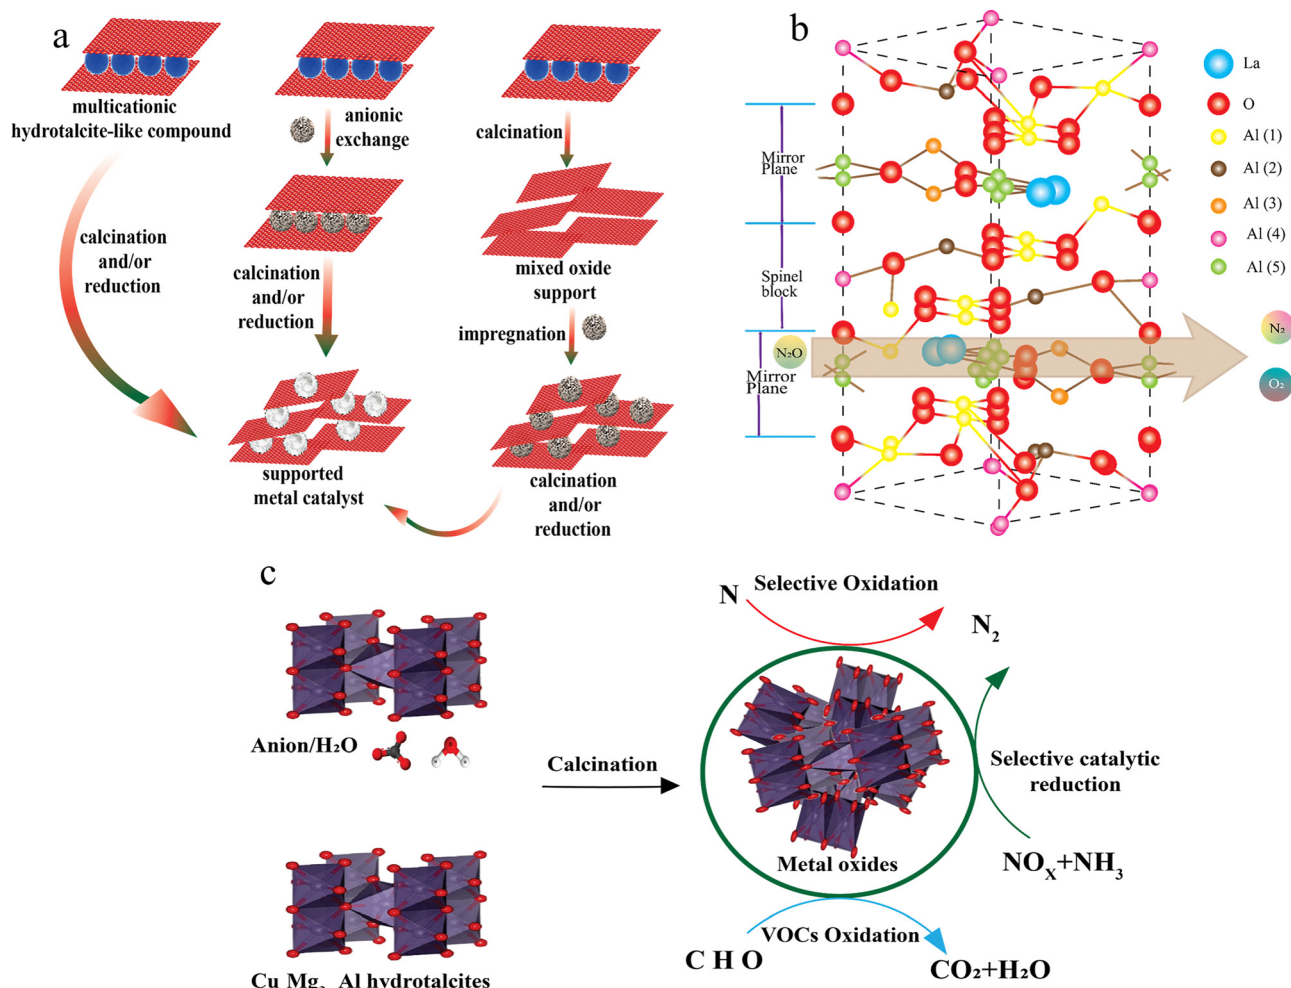 a
multicationic
hydrotalcite-like compound
calcination
and/or
reduction
anionic
exchange
calcination
and/or
reduction
supported
metal catalyst
calcination
mixed oxide
support
impregnation
calcination
and/or
reduction
b
Mirror
Plane
Spinel
block
Mirror
Plane
N₂O
La
O
Al (1)
Al (2)
Al (3)
Al (4)
Al (5)
N₂
O₂
c
Anion/H₂O
Calcination
N
Selective Oxidation
N₂
Selective catalytic
reduction
Metal oxides
NOₓ+NH₃
VOCs Oxidation
C H O
CO₂+H₂O
Cu Mg₃ Al hydrotalcites